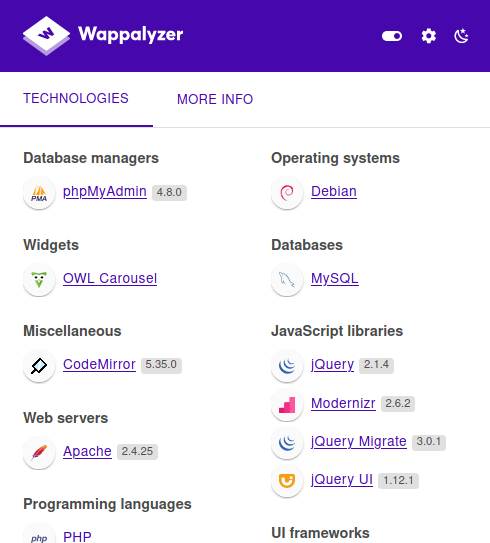 Wappalyzer
TECHNOLOGIES
MORE INFO
Database managers
PMA
phpMyAdmin 4.8.0
Widgets
OWL Carousel
Miscellaneous
CodeMirror 5.35.0
Web servers
Apache 2.4.25
Programming languages
php
PHP
Operating systems
Debian
Databases
MySQL
JavaScript libraries
jQuery 2.1.4
Modernizr 2.6.2
jQuery Migrate 3.0.1
jQuery UI 1.12.1
UI frameworks